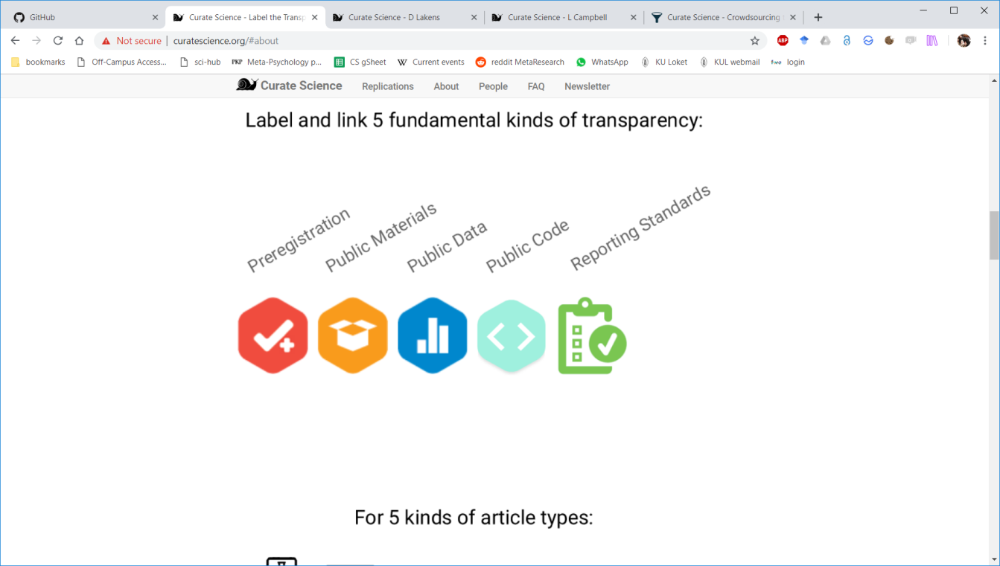 GitHub
Curate Science - Label the Transp
Curate Science - D Lakens
Curate Science - L Campbell
Curate Science - Crowdsourcing
Not secure | curatescience.org/#about
ABP
bookmarks
Off-Campus Access...
sci-hub
PKP Meta-Psychology p...
CS gSheet
W Current events
reddit MetaResearch
WhatsApp
KU Loket
KUL webmail
fwo login
Curate Science
Replications
About
People
FAQ
Newsletter
Label and link 5 fundamental kinds of transparency:
Preregistration
Public Materials
Public Data
Public Code
Reporting Standards
For 5 kinds of article types: